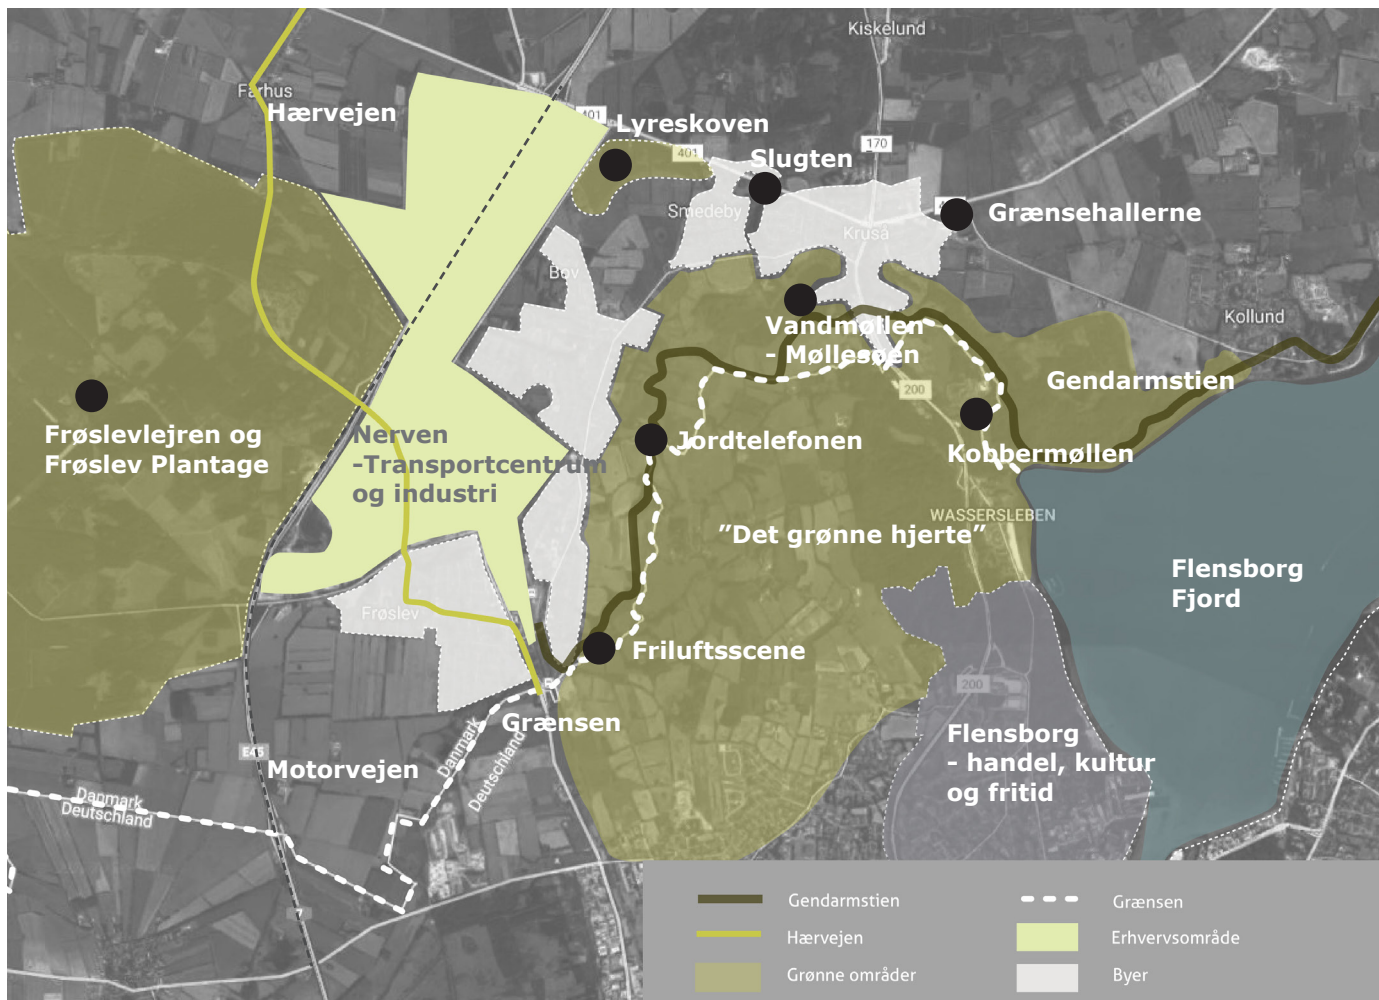 Kiskelund
Fårhus
Hærvejen
401
Lyreskoven
401
Slugten
170
Smedeby
Grænsehallerne
Kruså
Bov
Kollund
Vandmøllen
- Møllesøen
Gendarmstien
200
Frøslevlejren og
Frøslev Plantage
Nerven
-Transportcentrum
og industri
Jordtelefonen
Kobbermøllen
WASSERSLEBEN
”Det grønne hjerte”
Flensborg
Fjord
Frøslev
Friluftsscene
200
Grænsen
Flensborg
- handel, kultur
og fritid
E45
Motorvejen
Danmark
Deutschland
Danmark
Deutschland
7
Gendarmstien
Grænsen
Hærvejen
Erhvervsområde
Grønne områder
Byer